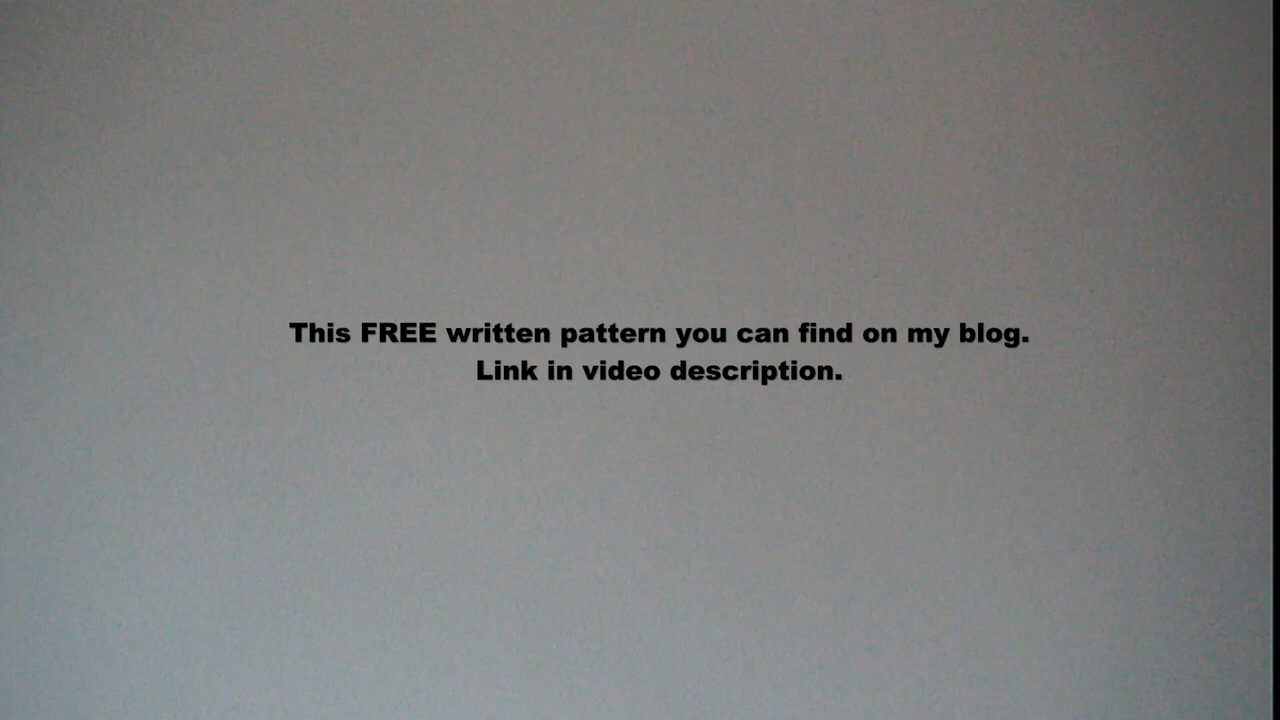 This FREE written pattern you can find on my blog.
Link in video description.